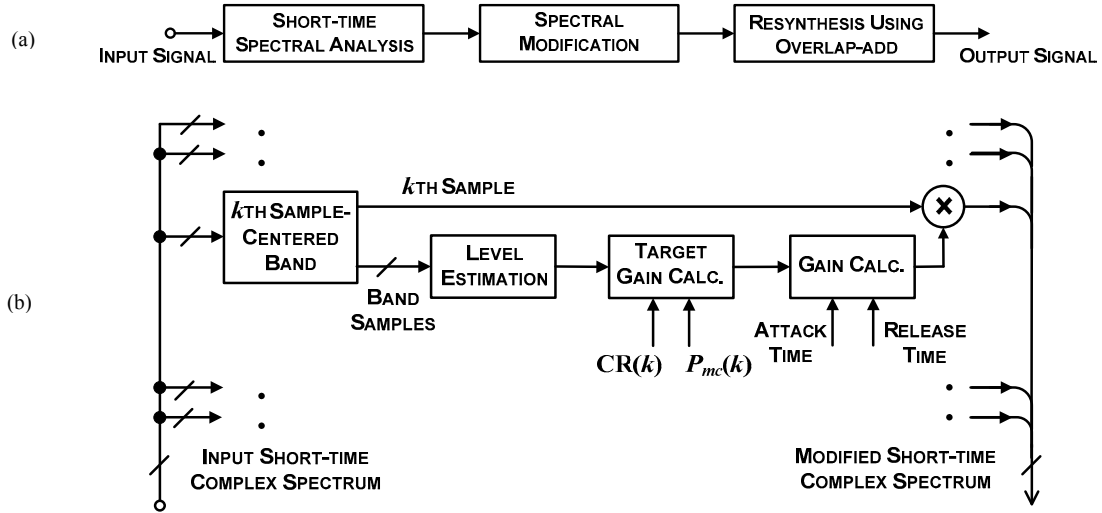 (a)
INPUT SIGNAL
SHORT-TIME
SPECTRAL ANALYSIS
SPECTRAL
MODIFICATION
RESYNTHESIS USING
OVERLAP-ADD
OUTPUT SIGNAL
(b)
kTH SAMPLE-
CENTERED
BAND
kTH SAMPLE
BAND
SAMPLES
LEVEL
ESTIMATION
TARGET
GAIN CALC.
CR(k)
Pmc(k)
GAIN CALC.
ATTACK
TIME
RELEASE
TIME
INPUT SHORT-TIME
COMPLEX SPECTRUM
MODIFIED SHORT-TIME
COMPLEX SPECTRUM